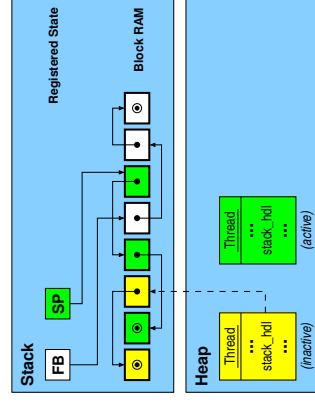 Stack
FB SP Registered State
Block RAM
Heap
Thread Thread
... ...
stack_hdl stack_hdl
... ...
(inactive) (active)